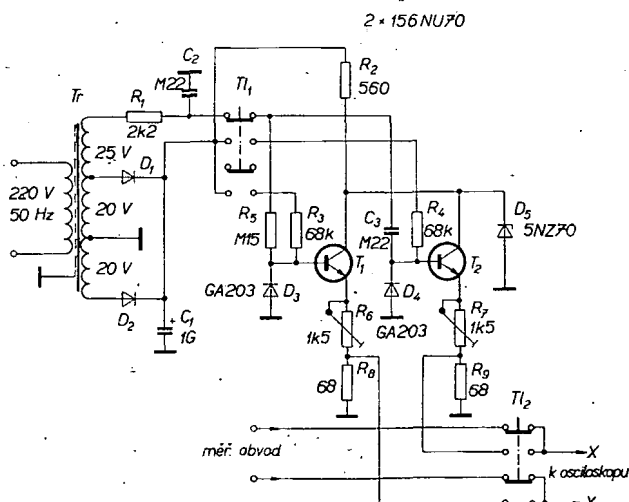 2 × 156NU70
C2
M22
Tl1
R2
560
Tr
R1
2k2
25 V
D1
220 V
50 Hz
20 V
20 V
D2
C1
+
1G
R5
M15
R3
68k
C3
M22
R4
68k
D5
5NZ70
T1
T2
GA203
D3
D4
GA203
R6
1k5
R7
1k5
R8
68
R9
68
Tl2
měř. obvod
X
k osciloskopu
Y